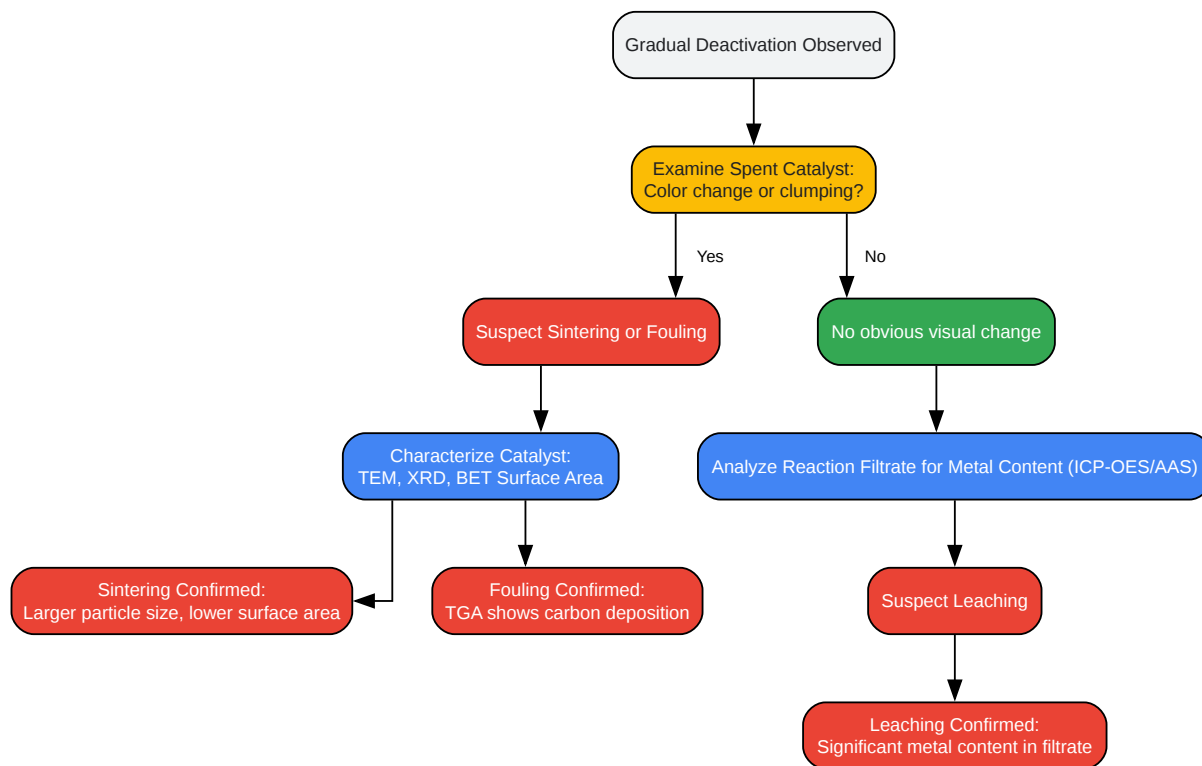 Gradual Deactivation Observed
Examine Spent Catalyst:
Color change or clumping?
Yes
No
Suspect Sintering or Fouling
No obvious visual change
Characterize Catalyst:
TEM, XRD, BET Surface Area
Analyze Reaction Filtrate for Metal Content (ICP-OES/AAS)
Sintering Confirmed:
Larger particle size, lower surface area
Fouling Confirmed:
TGA shows carbon deposition
Suspect Leaching
Leaching Confirmed:
Significant metal content in filtrate